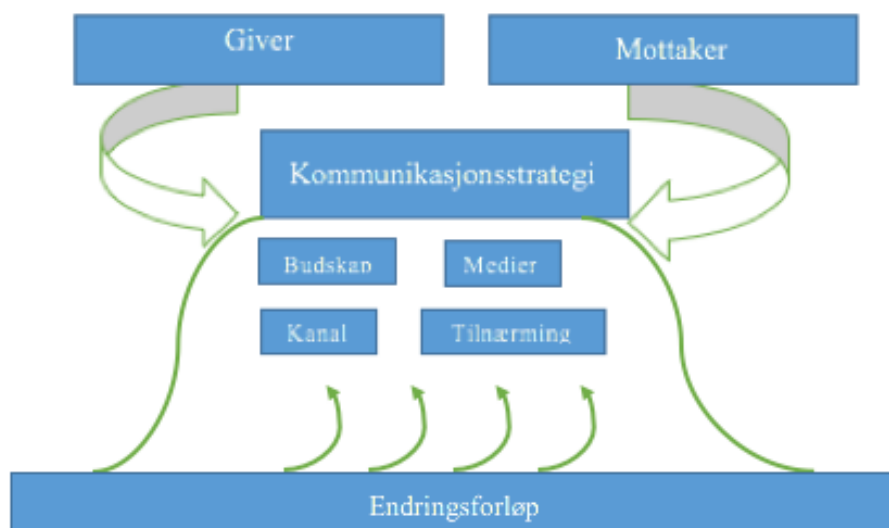 Giver
Mottaker
Kommunikasjonsstrategi
Budskap
Medier
Kanal
Tilnærming
Endringsforløp